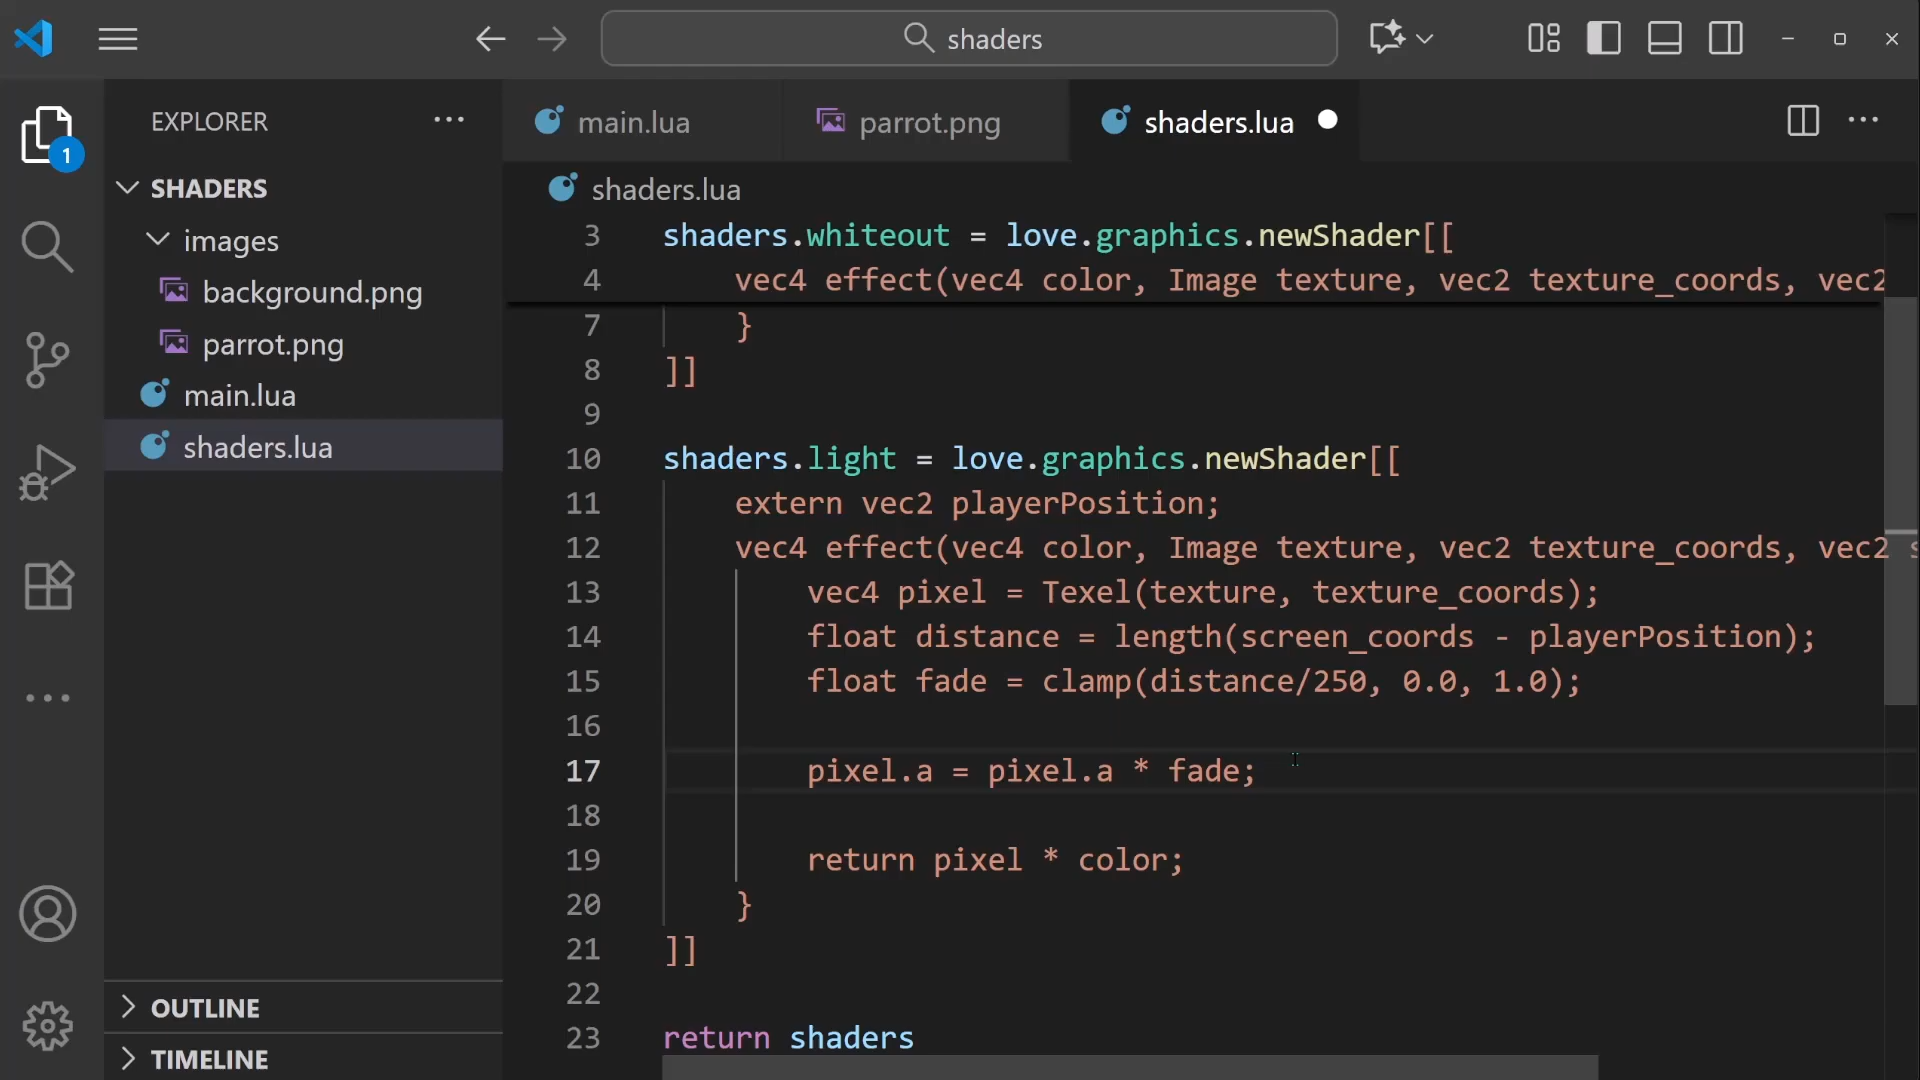 shaders
EXPLORER
main.lua
parrot.png
shaders.lua
1
SHADERS
images
background.png
parrot.png
main.lua
shaders.lua
OUTLINE
TIMELINE
shaders.lua
3 shaders.whiteout = love.graphics.newShader[[
4 vec4 effect(vec4 color, Image texture, vec2 texture_coords, vec2
7 }
8 ]]
9
10 shaders.light = love.graphics.newShader[[
11 extern vec2 playerPosition;
12 vec4 effect(vec4 color, Image texture, vec2 texture_coords, vec2 s
13 vec4 pixel = Texel(texture, texture_coords);
14 float distance = length(screen_coords - playerPosition);
15 float fade = clamp(distance/250, 0.0, 1.0);
16
17 pixel.a = pixel.a * fade;
18
19 return pixel * color;
20 }
21 ]]
22
23 return shaders